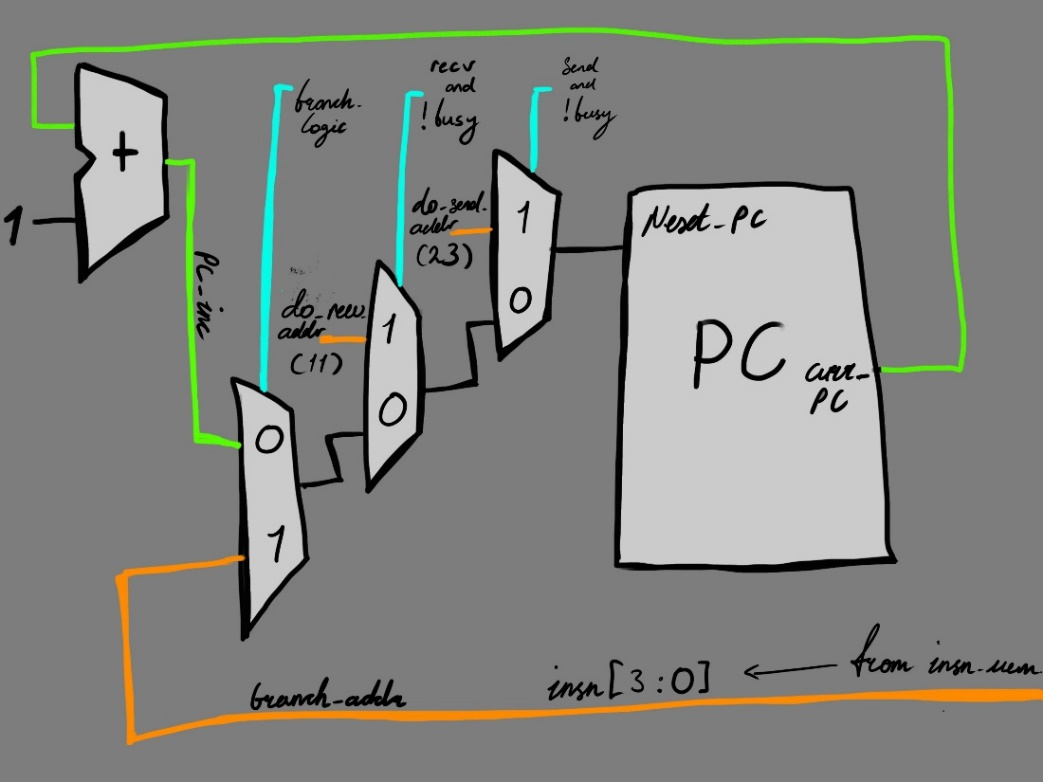 +
1
PC_inc
branch_
logic
recv
and
!busy
send
and
!busy
do_send_
addr
(23)
1
0
do_recv_
addr
(11)
1
0
0
1
Next_PC
PC
curr_
PC
branch_addr
insn[3:0]
from insn_mem